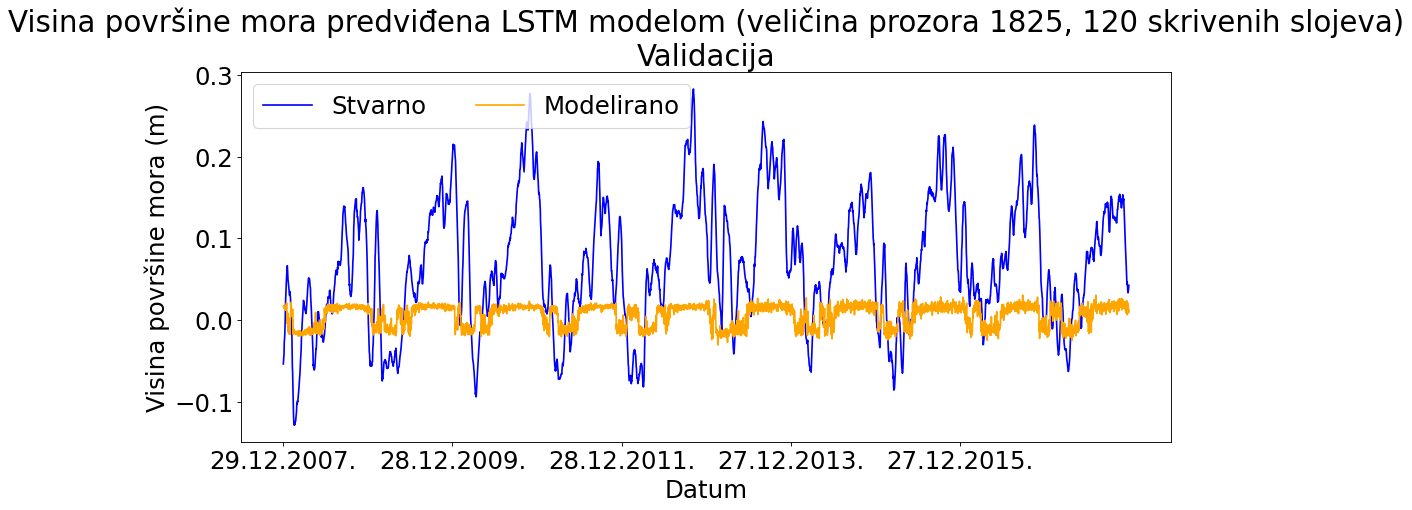 Visina površine mora predviđena LSTM modelom (veličina prozora 1825, 120 skrivenih slojeva)
Validacija
Stvarno
Modelirano
Visina površine mora (m)
0.3
0.2
0.1
0.0
−0.1
29.12.2007.
28.12.2009.
28.12.2011.
27.12.2013.
27.12.2015.
Datum